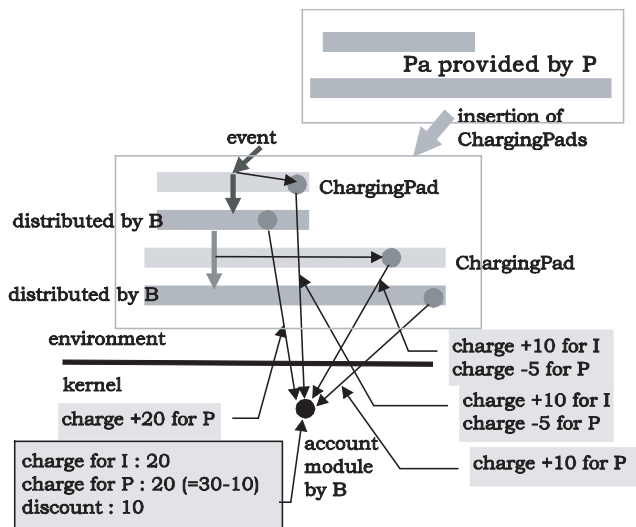 Pa provided by P
insertion of
ChargingPads
event
ChargingPad
distributed by B
ChargingPad
distributed by B
environment
kernel
charge +10 for I
charge -5 for P
charge +10 for I
charge -5 for P
charge +20 for P
account
module
by B
charge +10 for P
charge for I : 20
charge for P : 20 (=30-10)
discount : 10